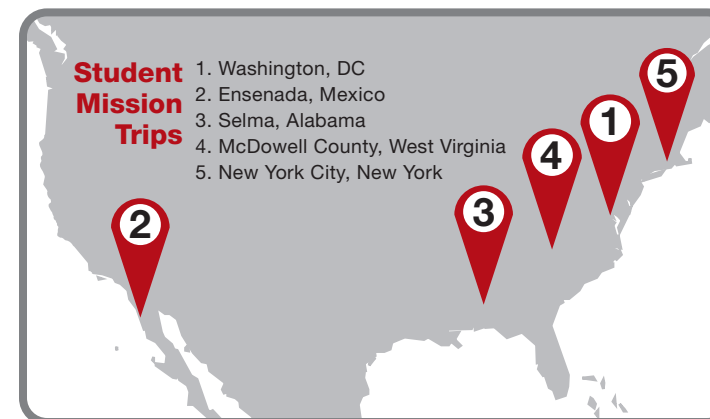 Student
Mission
Trips
1. Washington, DC
2. Ensenada, Mexico
3. Selma, Alabama
4. McDowell County, West Virginia
5. New York City, New York
5
1
4
2
3